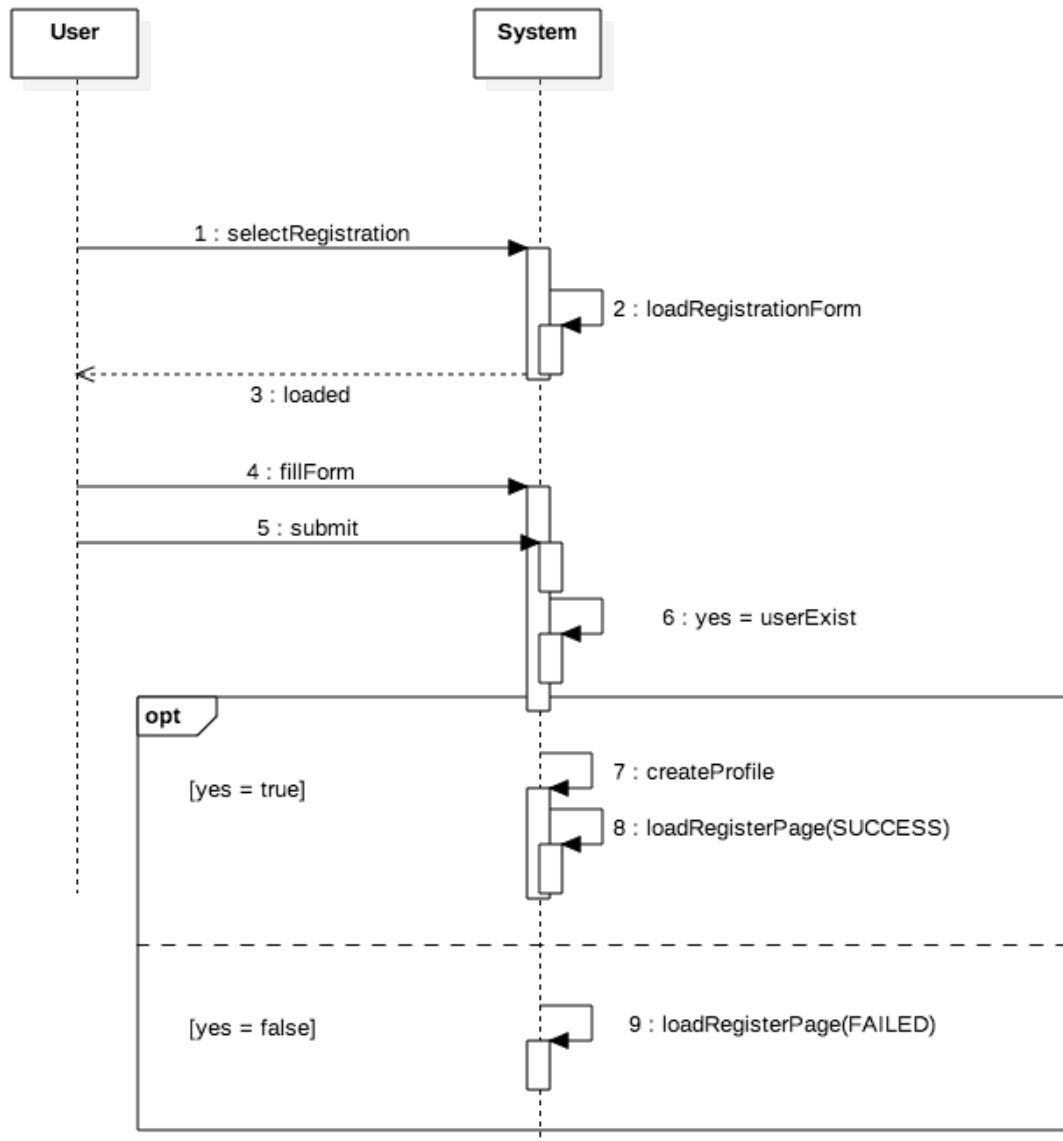 User
System
1 : selectRegistration
2 : loadRegistrationForm
3 : loaded
4 : fillForm
5 : submit
6 : yes = userExist
opt
7 : createProfile
[yes = true]
8 : loadRegisterPage(SUCCESS)
[yes = false]
9 : loadRegisterPage(FAILED)